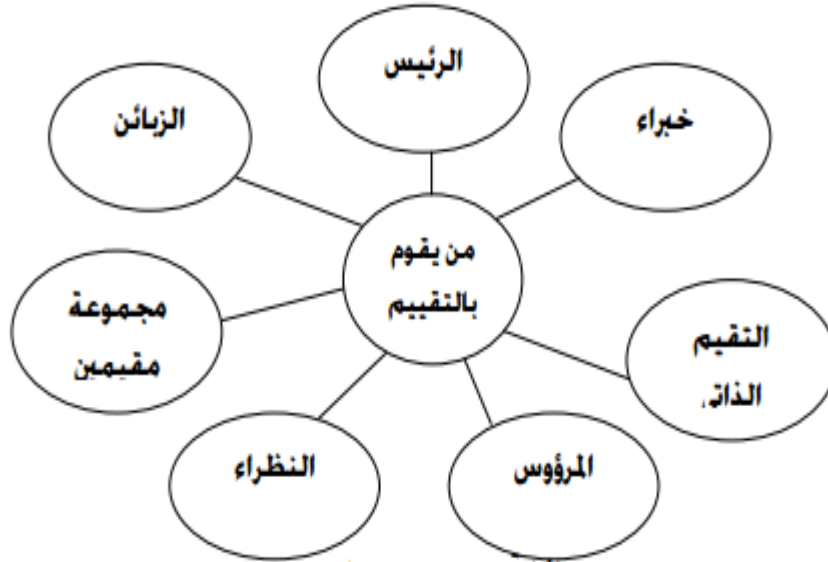 الرئيس
خبراء
الزبائن
من يقوم
بالتقييم
مجموعة
مقيمين
التقيم
الذاتي
المرؤوس
النظراء